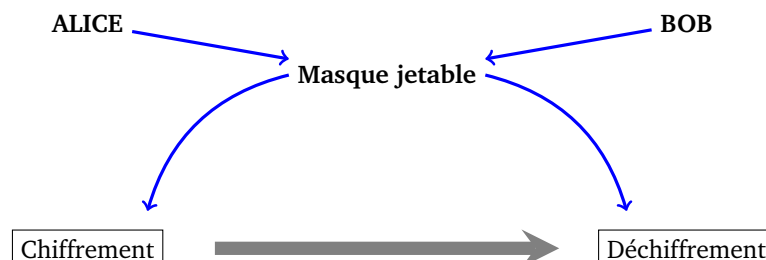 ALICE
BOB
Masque jetable
Chiffrement
Déchiffrement